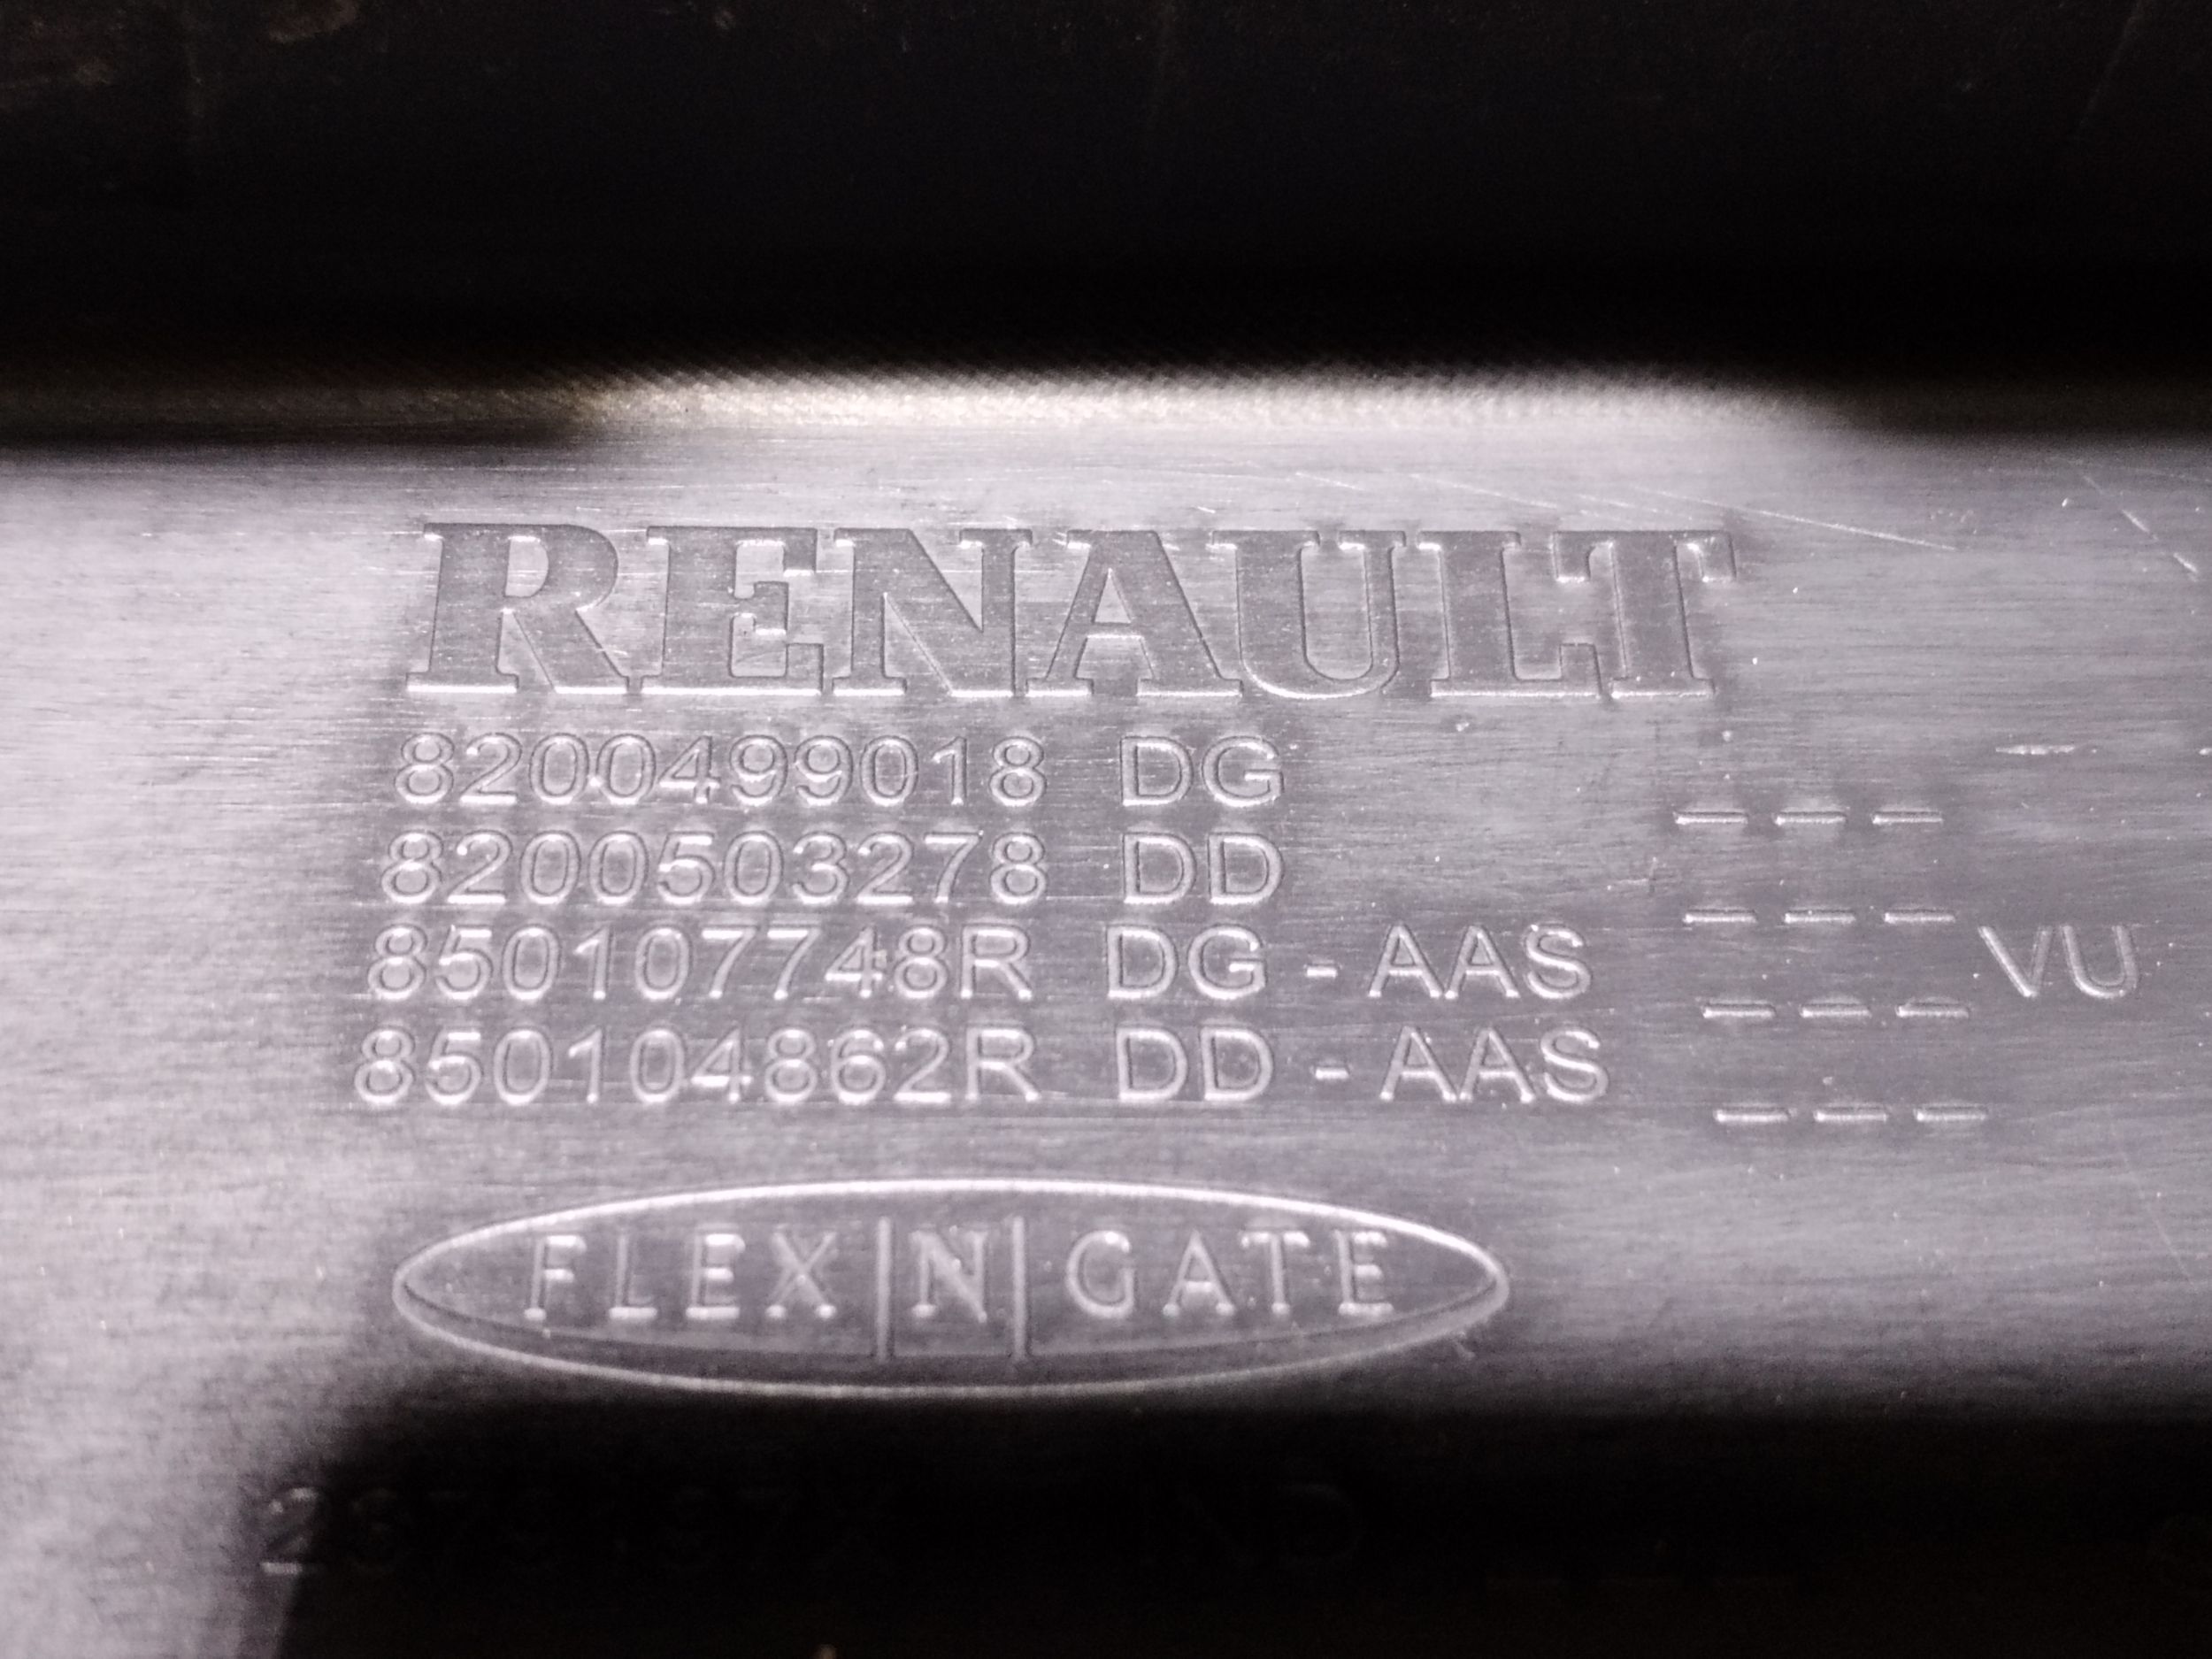 RENAULT
8200499018 DG
8200503278 DD
850107748R DG - AAS --- VU
850104862R DD - AAS ---
FLEX|N|GATE